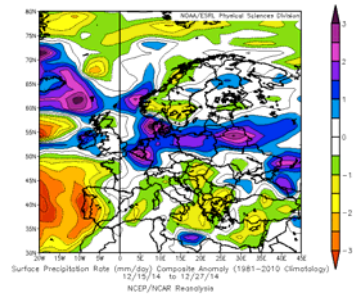 NOAA/ESRL Physical Sciences Division
80N
75N
70N
65N
60N
55N
50N
45N
40N
35N
30N
20W 15W 10W 5W 0 5E 10E 15E 20E 25E 30E 35E 40E 45E
3
2
1
0
-1
-2
-3
Surface Precipitation Rate (mm/day) Composite Anomaly (1981-2010 Climatology)
12/15/14 to 12/27/14
NCEP/NCAR Reanalysis